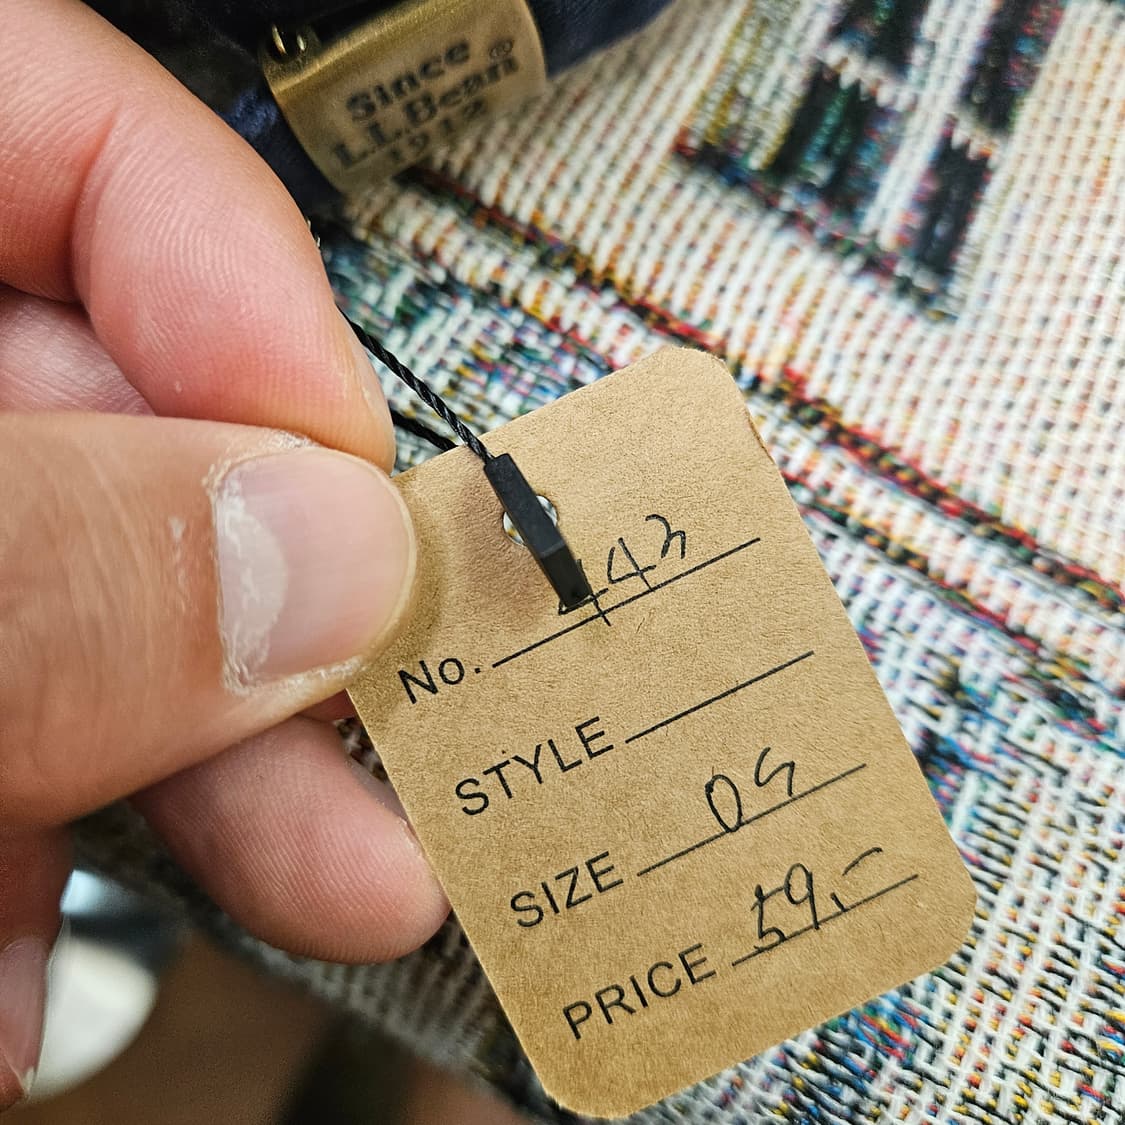 Since
L.L.Bean®
1912
No. 443
STYLE
SIZE OS
PRICE 59,-